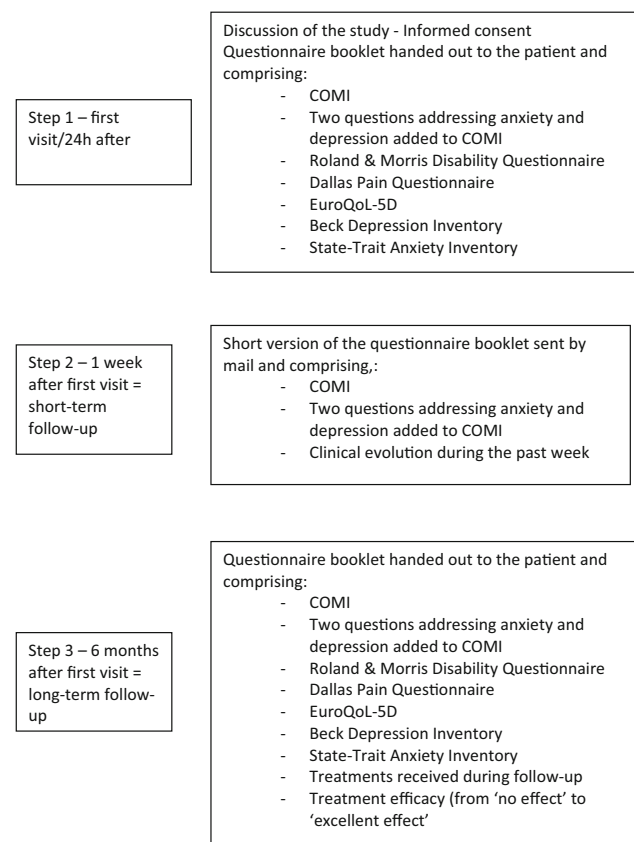 Step 1 – first
visit/24h after
Discussion of the study - Informed consent
Questionnaire booklet handed out to the patient and
comprising:
- COMI
- Two questions addressing anxiety and
depression added to COMI
- Roland & Morris Disability Questionnaire
- Dallas Pain Questionnaire
- EuroQoL-5D
- Beck Depression Inventory
- State-Trait Anxiety Inventory
Step 2 – 1 week
after first visit =
short-term
follow-up
Short version of the questionnaire booklet sent by
mail and comprising,:
- COMI
- Two questions addressing anxiety and
depression added to COMI
- Clinical evolution during the past week
Step 3 – 6 months
after first visit =
long-term follow-
up
Questionnaire booklet handed out to the patient and
comprising:
- COMI
- Two questions addressing anxiety and
depression added to COMI
- Roland & Morris Disability Questionnaire
- Dallas Pain Questionnaire
- EuroQoL-5D
- Beck Depression Inventory
- State-Trait Anxiety Inventory
- Treatments received during follow-up
- Treatment efficacy (from ‘no effect’ to
‘excellent effect’